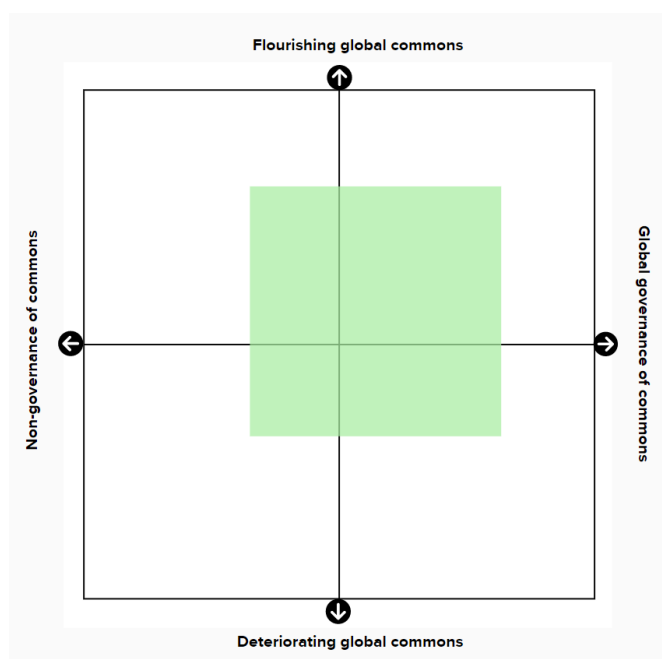 Flourishing global commons
Non-governance of commons
Global governance of commons
Deteriorating global commons